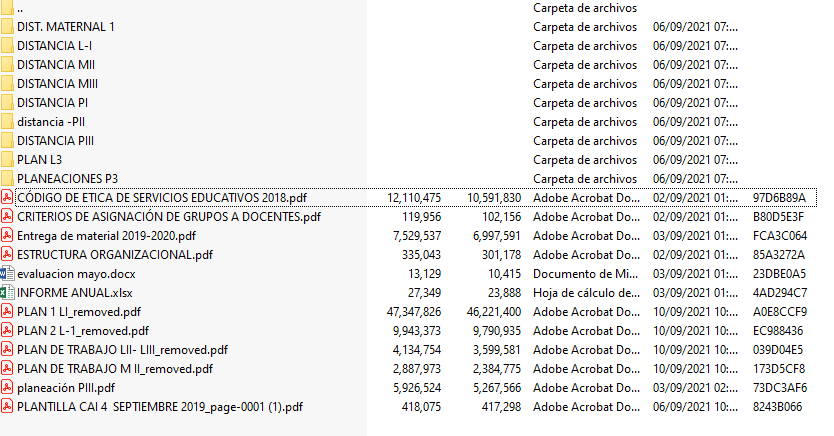 .. Carpeta de archivos
DIST. MATERNAL 1 Carpeta de archivos 06/09/2021 07:...
DISTANCIA L-I Carpeta de archivos 06/09/2021 07:...
DISTANCIA MII Carpeta de archivos 06/09/2021 07:...
DISTANCIA MIII Carpeta de archivos 06/09/2021 07:...
DISTANCIA PI Carpeta de archivos 06/09/2021 07:...
distancia -PII Carpeta de archivos 06/09/2021 07:...
DISTANCIA PIII Carpeta de archivos 06/09/2021 07:...
PLAN L3 Carpeta de archivos 06/09/2021 07:...
PLANEACIONES P3 Carpeta de archivos 06/09/2021 07:...
CÓDIGO DE ETICA DE SERVICIOS EDUCATIVOS 2018.pdf 12,110,475 10,591,830 Adobe Acrobat Do... 02/09/2021 01:... 97D6B89A
CRITERIOS DE ASIGNACIÓN DE GRUPOS A DOCENTES.pdf 119,956 102,156 Adobe Acrobat Do... 02/09/2021 01:... B80D5E3F
Entrega de material 2019-2020.pdf 7,529,537 6,997,591 Adobe Acrobat Do... 03/09/2021 01:... FCA3C064
ESTRUCTURA ORGANIZACIONAL.pdf 335,043 301,178 Adobe Acrobat Do... 02/09/2021 01:... 85A3272A
evaluacion mayo.docx 13,129 10,415 Documento de Mi... 03/09/2021 01:... 23DBE0A5
INFORME ANUAL.xlsx 27,349 23,888 Hoja de cálculo de... 03/09/2021 01:... 4AD294C7
PLAN 1 LI_removed.pdf 47,347,826 46,221,400 Adobe Acrobat Do... 10/09/2021 10:... A0E8CCF9
PLAN 2 L-1_removed.pdf 9,943,373 9,790,935 Adobe Acrobat Do... 10/09/2021 10:... EC988436
PLAN DE TRABAJO LII- LIII_removed.pdf 4,134,754 3,599,581 Adobe Acrobat Do... 10/09/2021 10:... 039D04E5
PLAN DE TRABAJO M II_removed.pdf 2,887,973 2,384,775 Adobe Acrobat Do... 10/09/2021 10:... 173D5CF8
planeación PIII.pdf 5,926,524 5,267,566 Adobe Acrobat Do... 03/09/2021 02:... 73DC3AF6
PLANTILLA CAI 4 SEPTIEMBRE 2019_page-0001 (1).pdf 418,075 417,298 Adobe Acrobat Do... 06/09/2021 10:... 8243B066